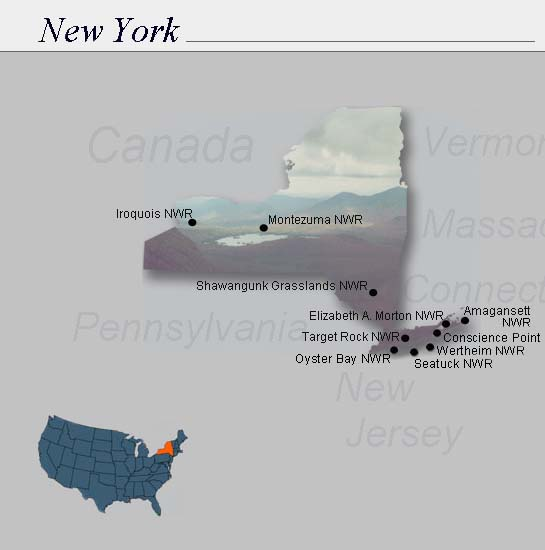 New York
Canada
Vermon
Iroquois NWR
Montezuma NWR
Massac
Shawangunk Grasslands NWR
Connect
Elizabeth A. Morton NWR
Amagansett
NWR
Pennsylvania
Target Rock NWR
Conscience Point
Oyster Bay NWR
Wertheim NWR
Seatuck NWR
New
Jersey